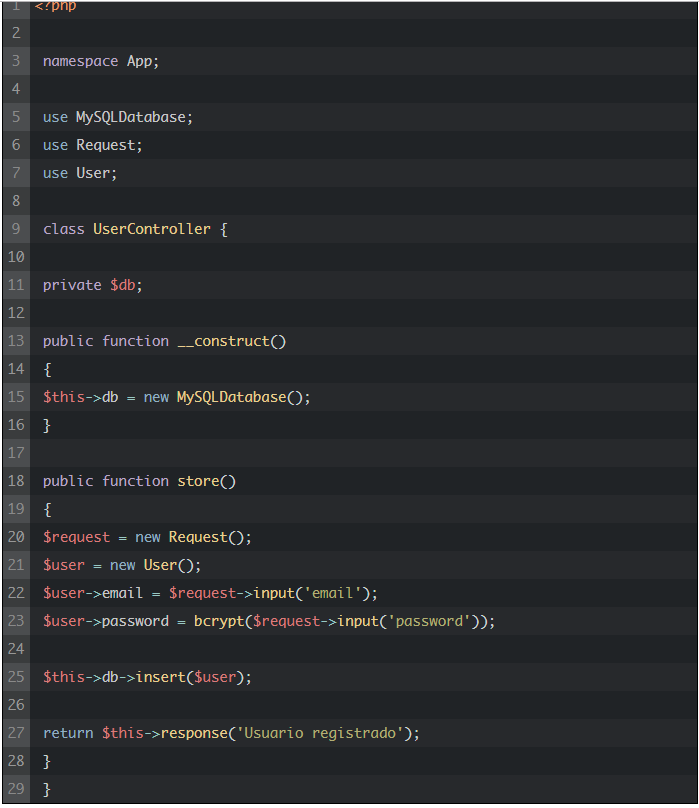 1 <?php
2
3 namespace App;
4
5 use MySQLDatabase;
6 use Request;
7 use User;
8
9 class UserController {
10
11 private $db;
12
13 public function __construct()
14 {
15 $this->db = new MySQLDatabase();
16 }
17
18 public function store()
19 {
20 $request = new Request();
21 $user = new User();
22 $user->email = $request->input('email');
23 $user->password = bcrypt($request->input('password'));
24
25 $this->db->insert($user);
26
27 return $this->response('Usuario registrado');
28 }
29 }